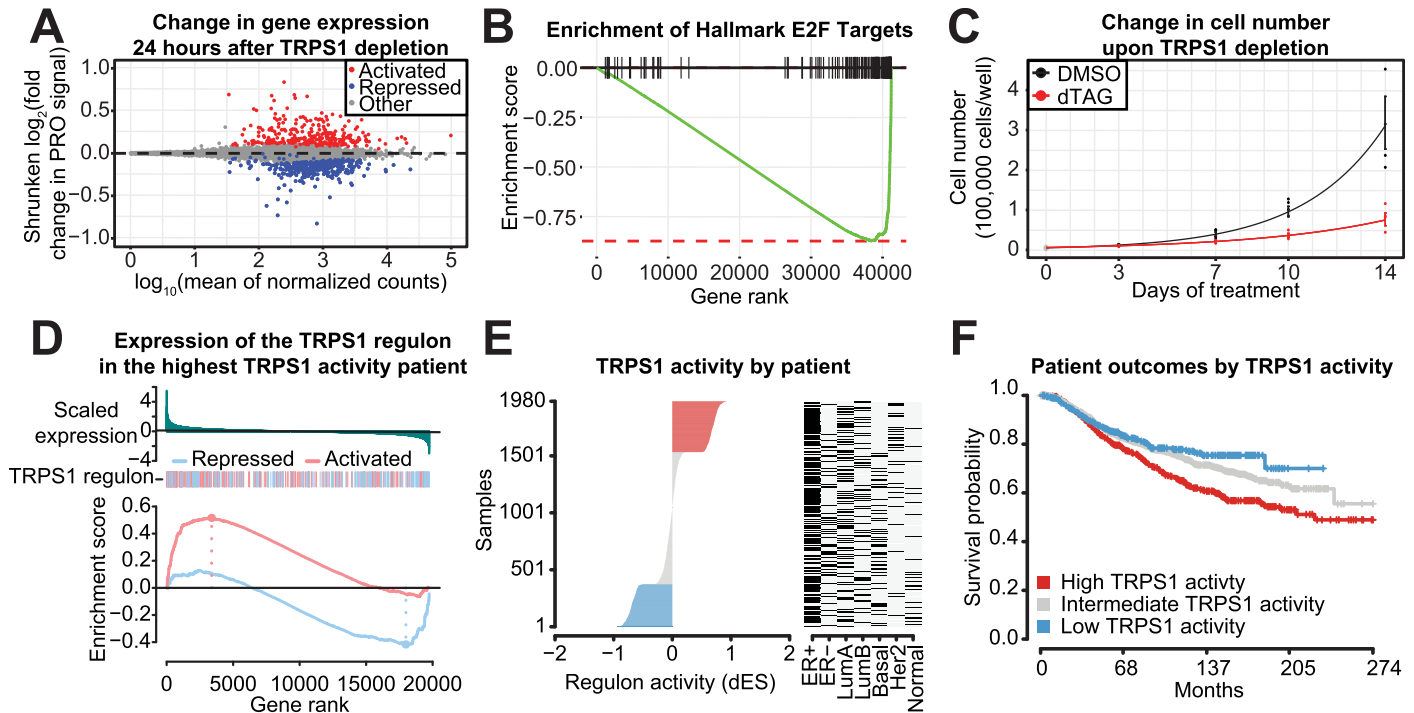 A
Change in gene expression
24 hours after TRPS1 depletion
Shrunken log2(fold
change in PRO signal)
1.0
0.5
0.0
−0.5
−1.0
Activated
Repressed
Other
0 1 2 3 4 5
log10(mean of normalized counts)
B
Enrichment of Hallmark E2F Targets
Enrichment score
0.00
−0.25
−0.50
−0.75
0 10000 20000 30000 40000
Gene rank
C
Change in cell number
upon TRPS1 depletion
Cell number
(100,000 cells/well)
4
3
2
1
0
DMSO
dTAG
0 3 7 10 14
Days of treatment
D
Expression of the TRPS1 regulon
in the highest TRPS1 activity patient
Scaled
expression
4
2
0
−4
Repressed Activated
TRPS1 regulon
Enrichment score
0.6
0.4
0.2
0.0
−0.2
−0.4
0 5000 10000 15000 20000
Gene rank
E
TRPS1 activity by patient
Samples
1980
1501
1001
501
1
−2 −1 0 1 2
Regulon activity (dES)
ER+
ER−
LumA
LumB
Basal
Her2
Normal
F
Patient outcomes by TRPS1 activity
Survival probability
1.0
0.8
0.6
0.4
0.2
0.0
High TRPS1 activty
Intermediate TRPS1 activity
Low TRPS1 activity
0 68 137 205 274
Months